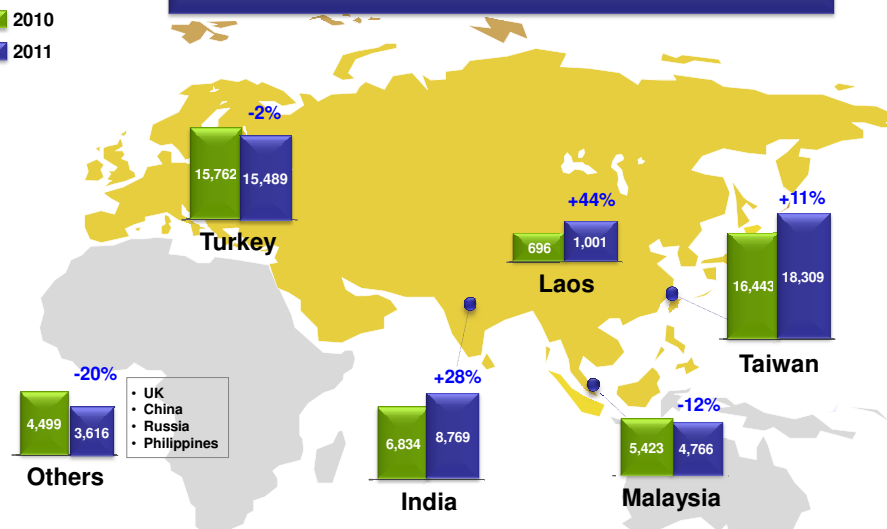 2010
2011
-2%
15,762
15,489
Turkey
+44%
696
1,001
Laos
+11%
16,443
18,309
Taiwan
-20%
4,499
3,616
Others
• UK
• China
• Russia
• Philippines
+28%
6,834
8,769
India
-12%
5,423
4,766
Malaysia